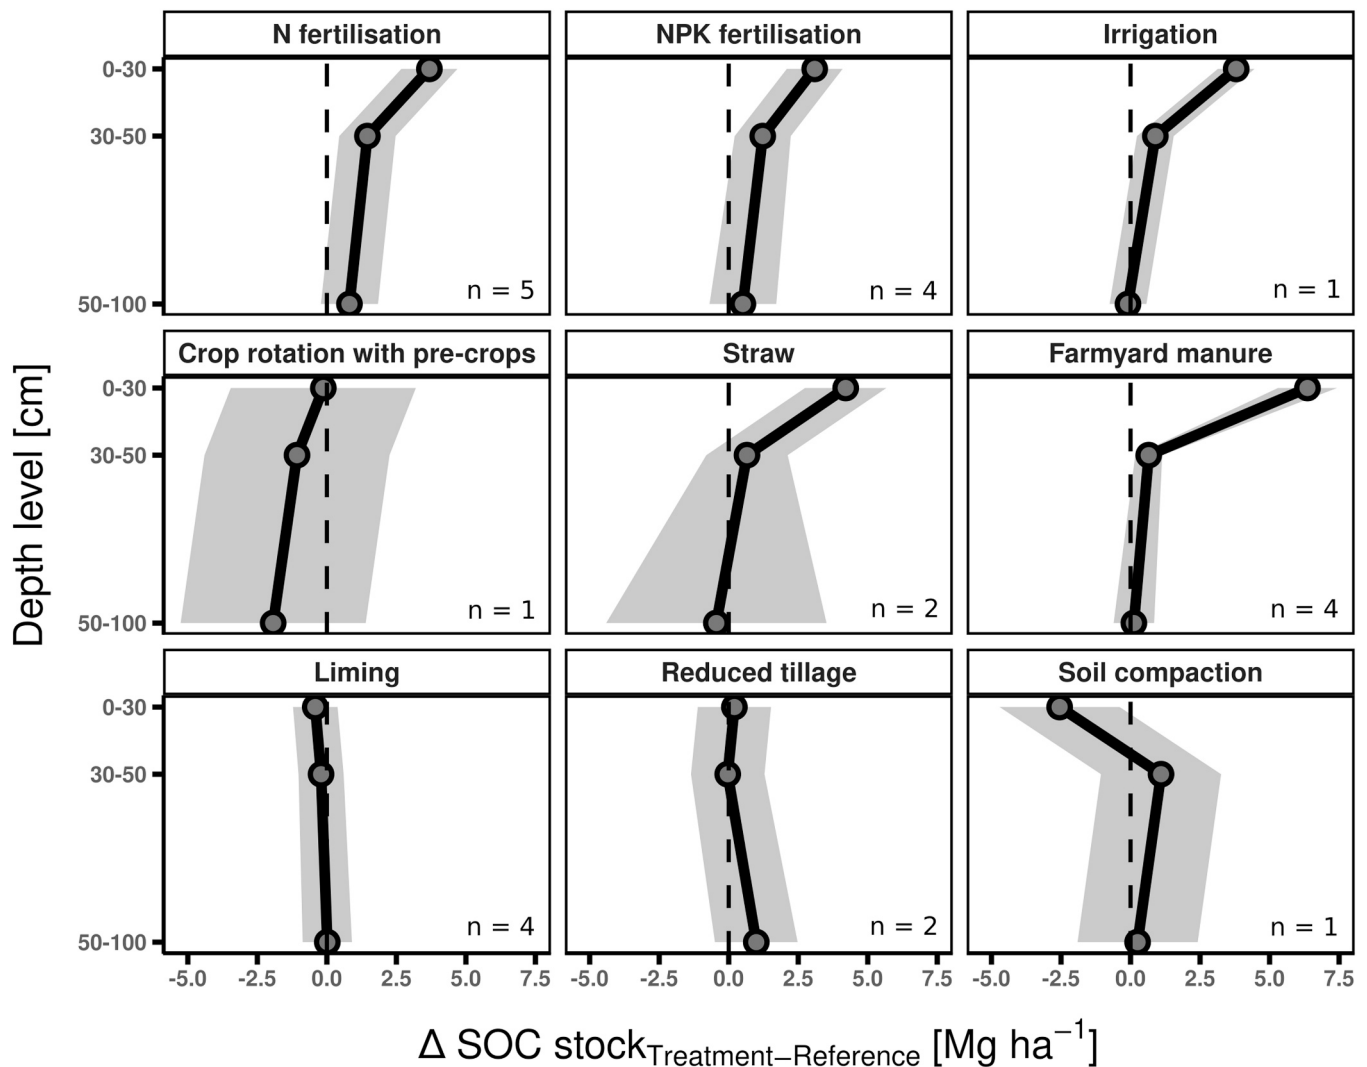 N fertilisation
NPK fertilisation
Irrigation
0-30
30-50
50-100
n = 5
n = 4
n = 1
Crop rotation with pre-crops
Straw
Farmyard manure
0-30
30-50
50-100
n = 1
n = 2
n = 4
Liming
Reduced tillage
Soil compaction
0-30
30-50
50-100
n = 4
n = 2
n = 1
-5.0 -2.5 0.0 2.5 5.0 7.5
-5.0 -2.5 0.0 2.5 5.0 7.5
-5.0 -2.5 0.0 2.5 5.0 7.5
Depth level [cm]
Δ SOC stock Treatment–Reference [Mg ha⁻¹]